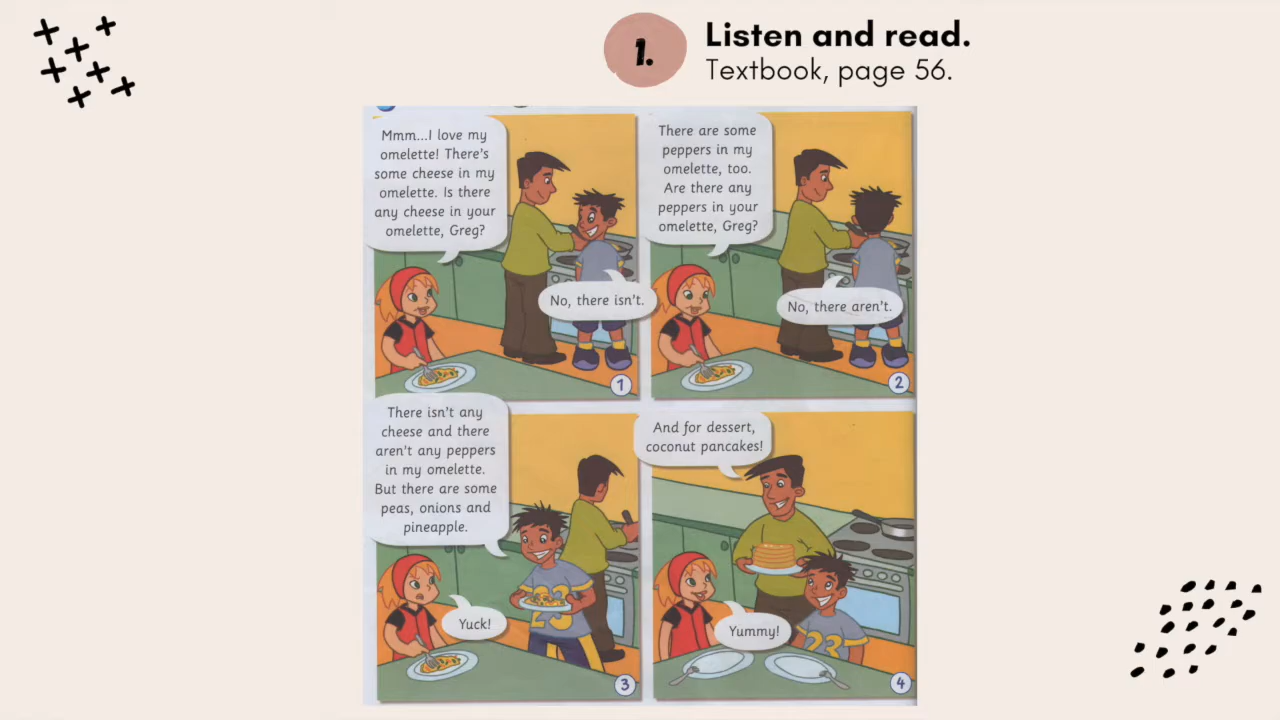 1.
Listen and read.
Textbook, page 56.
Mmm...I love my
omelette! There's
some cheese in my
omelette. Is there
any cheese in your
omelette, Greg?
No, there isn't.
1
There are some
peppers in my
omelette, too.
Are there any
peppers in your
omelette, Greg?
No, there aren't.
2
There isn't any
cheese and there
aren't any peppers
in my omelette.
But there are some
peas, onions and
pineapple.
23
Yuck!
3
And for dessert,
coconut pancakes!
Yummy!
23
4